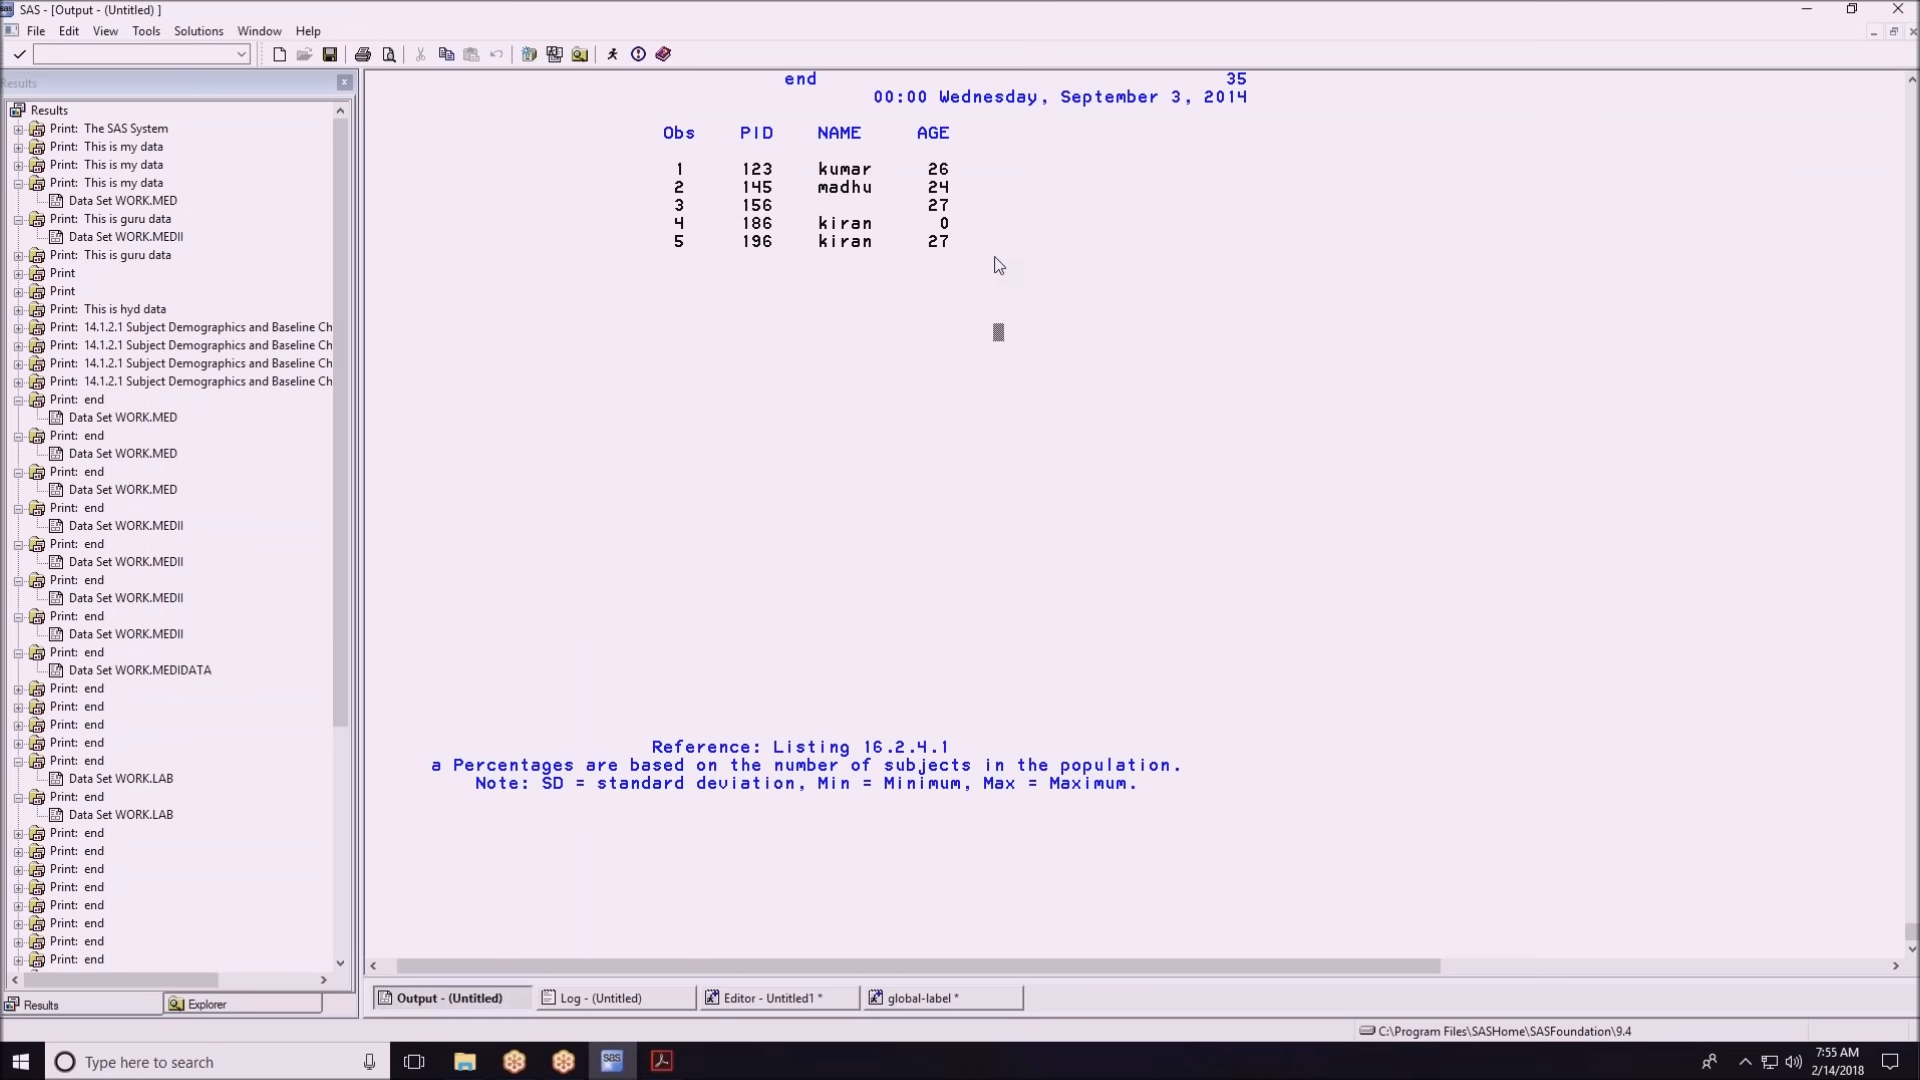 SAS - [Output - (Untitled) ]
File Edit View Tools Solutions Window Help
Results
Results
Print: The SAS System
Print: This is my data
Print: This is my data
Print: This is my data
Data Set WORK.MED
Print: This is guru data
Data Set WORK.MEDII
Print: This is guru data
Print
Print
Print: This is hyd data
Print: 14.1.2.1 Subject Demographics and Baseline Ch
Print: 14.1.2.1 Subject Demographics and Baseline Ch
Print: 14.1.2.1 Subject Demographics and Baseline Ch
Print: 14.1.2.1 Subject Demographics and Baseline Ch
Print: end
Data Set WORK.MED
Print: end
Data Set WORK.MED
Print: end
Data Set WORK.MED
Print: end
Data Set WORK.MEDII
Print: end
Data Set WORK.MEDII
Print: end
Data Set WORK.MEDII
Print: end
Data Set WORK.MEDII
Print: end
Data Set WORK.MEDIDATA
Print: end
Print: end
Print: end
Print: end
Print: end
Data Set WORK.LAB
Print: end
Data Set WORK.LAB
Print: end
Print: end
Print: end
Print: end
Print: end
Print: end
Print: end
Print: end
Results Explorer
end 35
00:00 Wednesday, September 3, 2014
Obs PID NAME AGE
1 123 kumar 26
2 145 madhu 24
3 156 27
4 186 kiran 0
5 196 kiran 27
Reference: Listing 16.2.4.1
a Percentages are based on the number of subjects in the population.
Note: SD = standard deviation, Min = Minimum, Max = Maximum.
Output - (Untitled) Log - (Untitled) Editor - Untitled1 * global-label *
C:\Program Files\SASHome\SASFoundation\9.4
Type here to search
sas
7:55 AM
2/14/2018